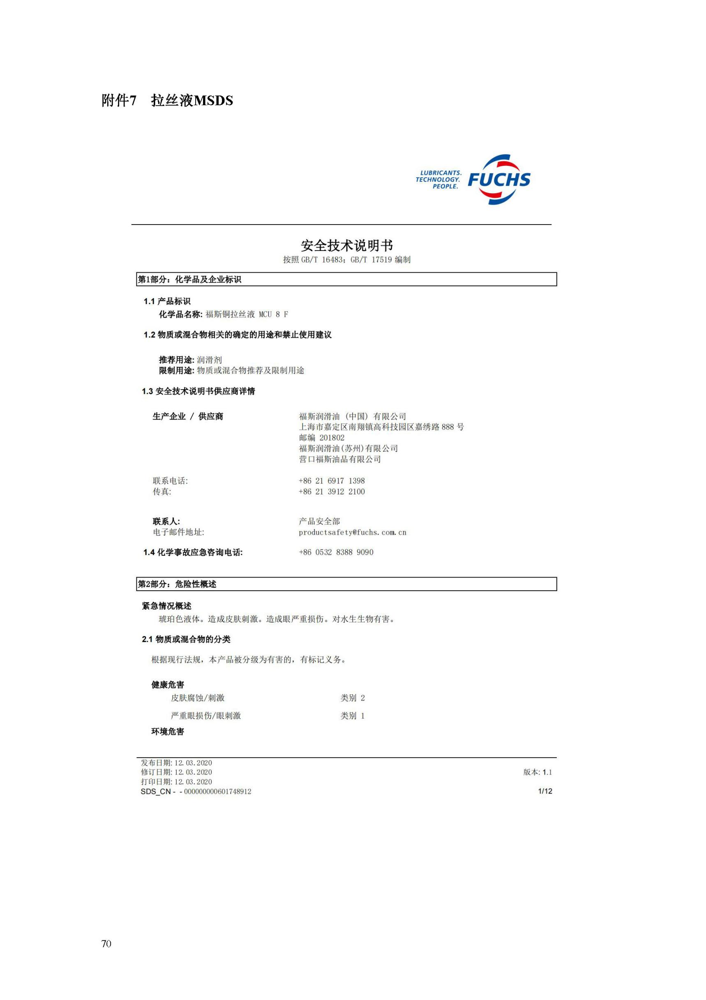 附件7 拉丝液MSDS
LUBRICANTS.
TECHNOLOGY.
PEOPLE.
FUCHS
安全技术说明书
按照 GB/T 16483；GB/T 17519 编制
第1部分：化学品及企业标识
1.1 产品标识
化学品名称: 福斯铜拉丝液 MCU 8 F
1.2 物质或混合物相关的确定的用途和禁止使用建议
推荐用途: 润滑剂
限制用途: 物质或混合物推荐及限制用途
1.3 安全技术说明书供应商详情
生产企业 / 供应商 福斯润滑油（中国）有限公司
上海市嘉定区南翔镇高科技园区嘉绣路 888 号
邮编 201802
福斯润滑油(苏州)有限公司
营口福斯油品有限公司
联系电话: +86 21 6917 1398
传真: +86 21 3912 2100
联系人: 产品安全部
电子邮件地址: productsafety@fuchs.com.cn
1.4 化学事故应急咨询电话: +86 0532 8388 9090
第2部分：危险性概述
紧急情况概述
琥珀色液体。造成皮肤刺激。造成眼严重损伤。对水生生物有害。
2.1 物质或混合物的分类
根据现行法规，本产品被分级为有害的，有标记义务。
健康危害
皮肤腐蚀/刺激 类别 2
严重眼损伤/眼刺激 类别 1
环境危害
发布日期: 12.03.2020
修订日期: 12.03.2020 版本: 1.1
打印日期: 12.03.2020
SDS_CN - - 000000000601748912 1/12
70